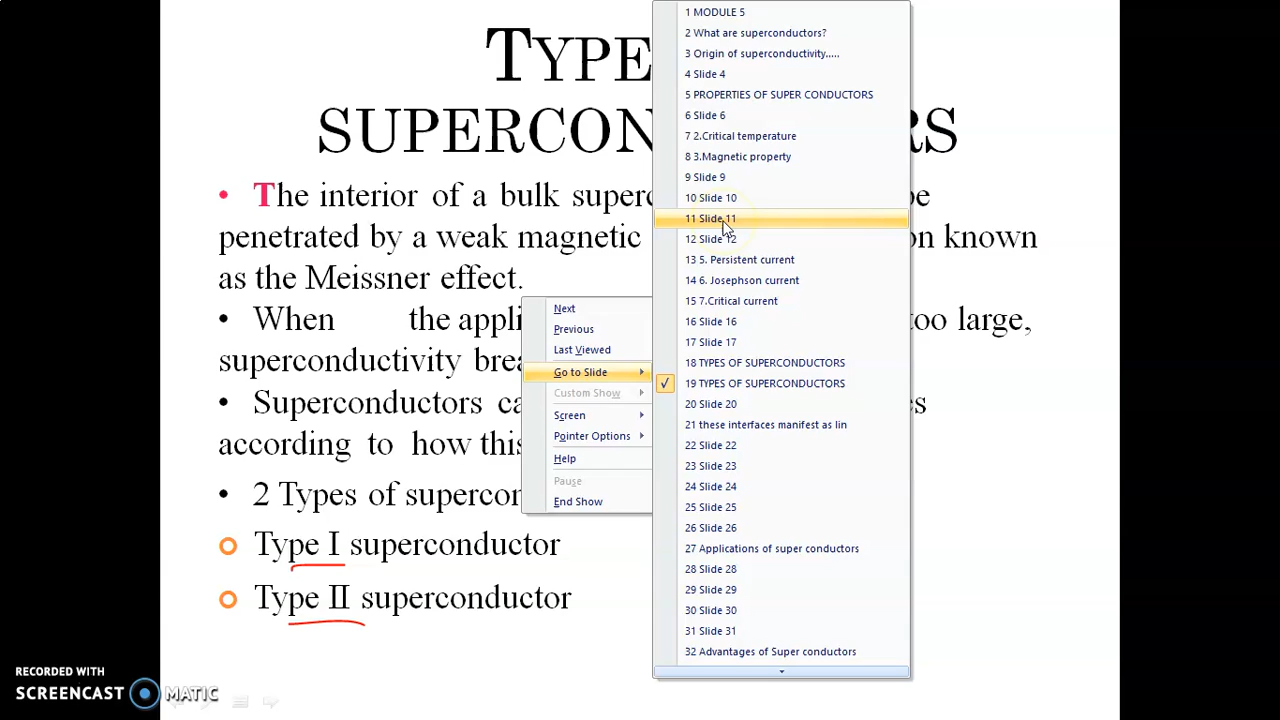 TYPE
SUPERCON RS
• The interior of a bulk superc be
penetrated by a weak magnetic on known
as the Meissner effect.
• When the appli too large,
superconductivity brea
• Superconductors ca es
according to how this
• 2 Types of supercon
Type I superconductor
Type II superconductor
Next
Previous
Last Viewed
Go to Slide
Custom Show
Screen
Pointer Options
Help
Pause
End Show
1 MODULE 5
2 What are superconductors?
3 Origin of superconductivity.....
4 Slide 4
5 PROPERTIES OF SUPER CONDUCTORS
6 Slide 6
7 2.Critical temperature
8 3.Magnetic property
9 Slide 9
10 Slide 10
11 Slide 11
12 Slide 12
13 5. Persistent current
14 6. Josephson current
15 7.Critical current
16 Slide 16
17 Slide 17
18 TYPES OF SUPERCONDUCTORS
✓ 19 TYPES OF SUPERCONDUCTORS
20 Slide 20
21 these interfaces manifest as lin
22 Slide 22
23 Slide 23
24 Slide 24
25 Slide 25
26 Slide 26
27 Applications of super conductors
28 Slide 28
29 Slide 29
30 Slide 30
31 Slide 31
32 Advantages of Super conductors
RECORDED WITH
SCREENCAST MATIC